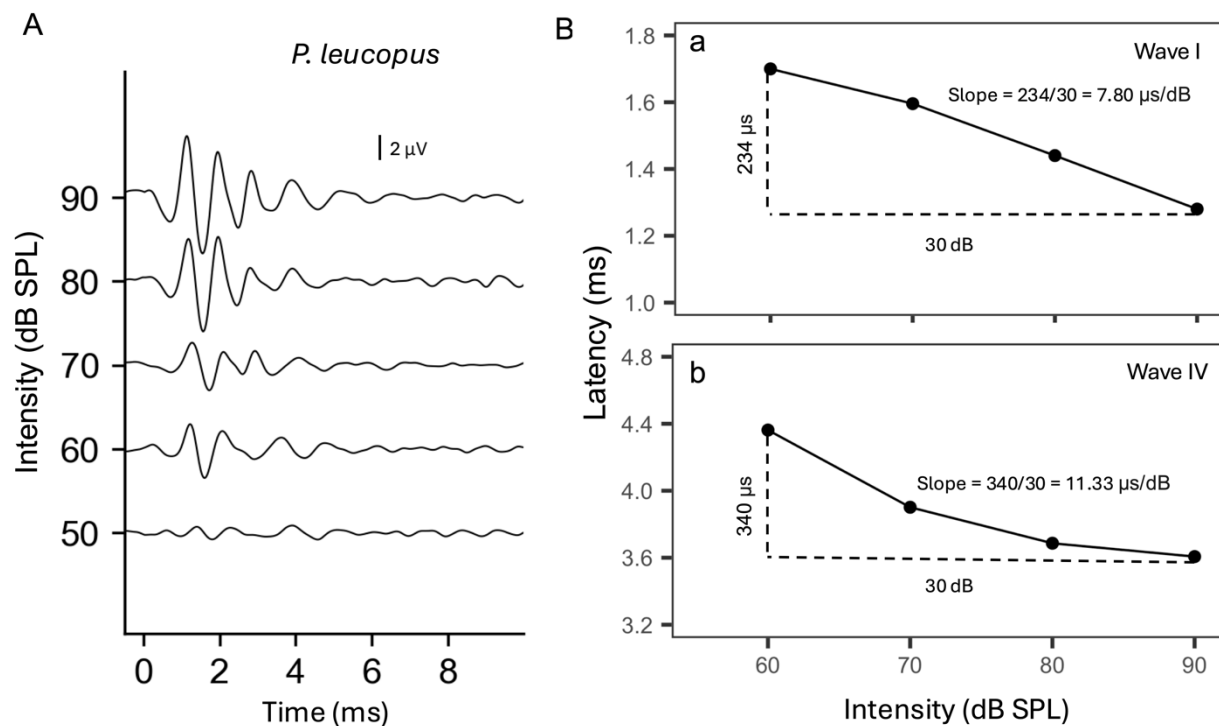 A
P. leucopus
2 μV
90
80
70
60
50
Intensity (dB SPL)
0 2 4 6 8
Time (ms)
B
a
Wave I
1.8
1.6
1.4
1.2
1.0
Slope = 234/30 = 7.80 μs/dB
234 μs
30 dB
Latency (ms)
b
Wave IV
4.8
4.4
4.0
3.6
3.2
Slope = 340/30 = 11.33 μs/dB
340 μs
30 dB
60 70 80 90
Intensity (dB SPL)